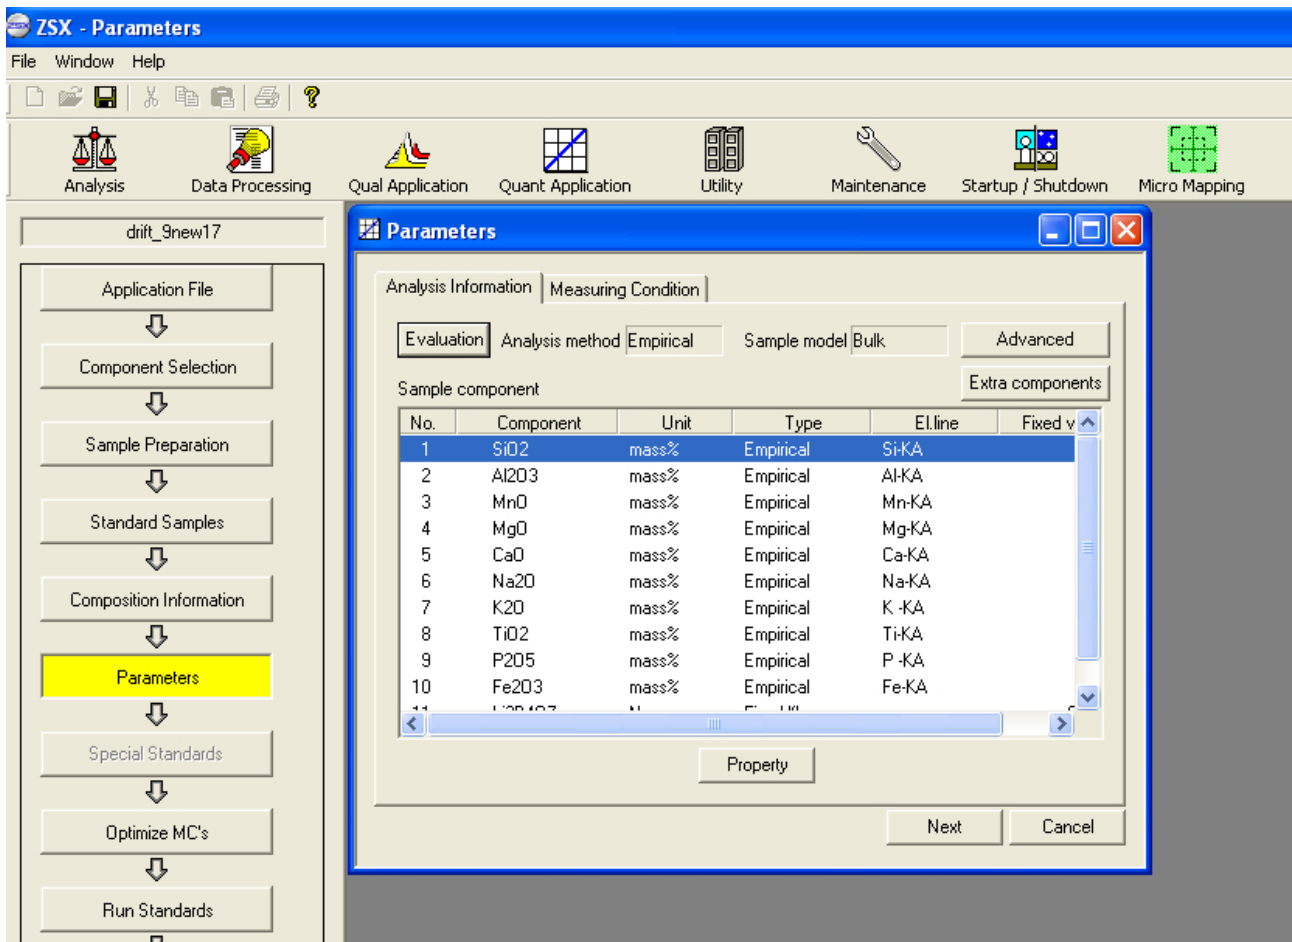 ZSX - Parameters
File Window Help
Analysis Data Processing Qual Application Quant Application Utility Maintenance Startup / Shutdown Micro Mapping
drift_9new17
Application File
Component Selection
Sample Preparation
Standard Samples
Composition Information
Parameters
Special Standards
Optimize MC's
Run Standards
Parameters
Analysis Information Measuring Condition
Evaluation Analysis method Empirical Sample model Bulk Advanced
Sample component Extra components
No. Component Unit Type El.line Fixed v
1 SiO2 mass% Empirical Si-KA
2 Al2O3 mass% Empirical Al-KA
3 MnO mass% Empirical Mn-KA
4 MgO mass% Empirical Mg-KA
5 CaO mass% Empirical Ca-KA
6 Na2O mass% Empirical Na-KA
7 K2O mass% Empirical K -KA
8 TiO2 mass% Empirical Ti-KA
9 P2O5 mass% Empirical P -KA
10 Fe2O3 mass% Empirical Fe-KA
Property
Next Cancel